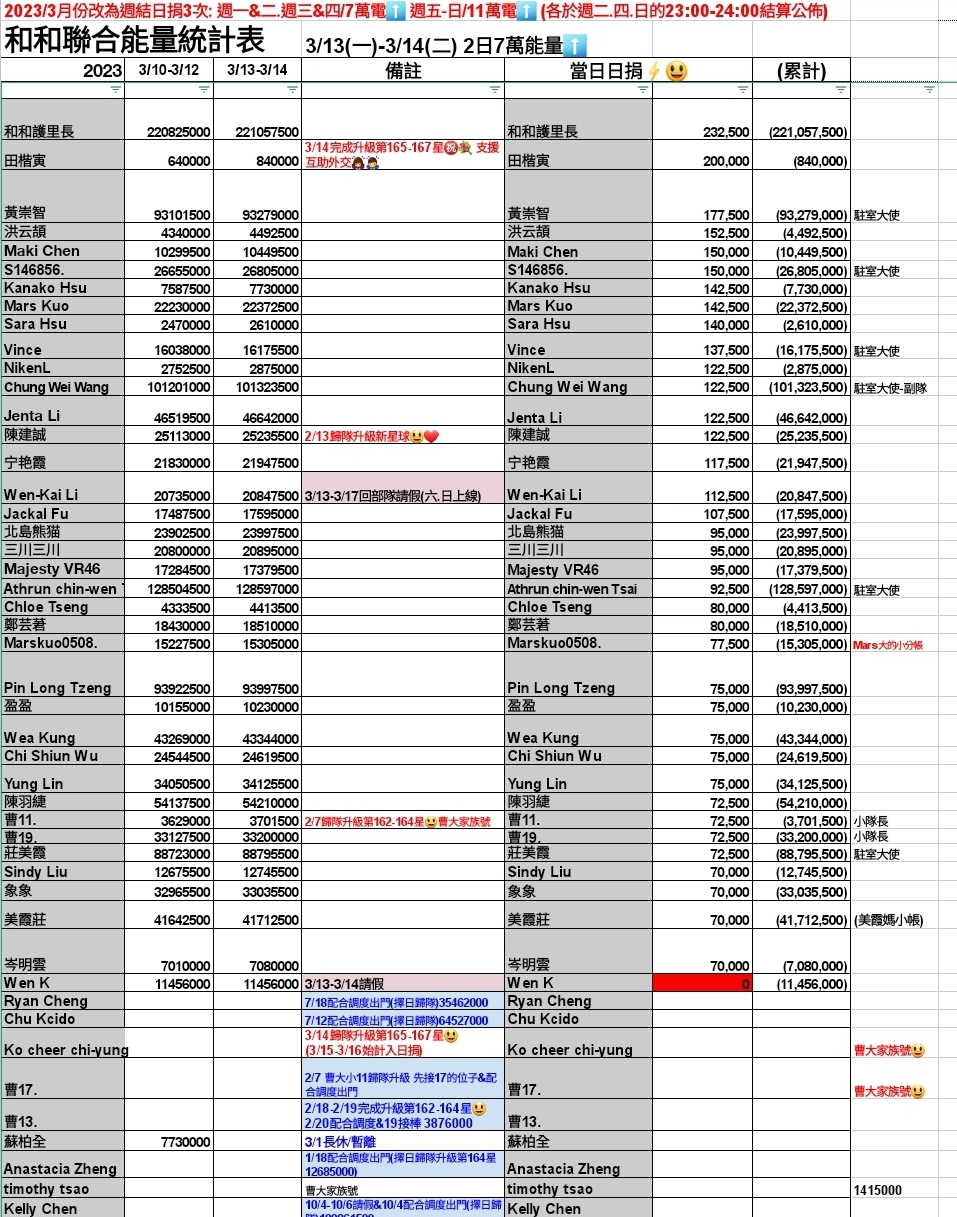 2023/3月份改為週結日捐3次: 週一&二.週三&四/7萬電⬆️ 週五-日/11萬電⬆️ (各於週二.四.日的23:00-24:00結算公佈)
和和聯合能量統計表 3/13(一)-3/14(二) 2日7萬能量⬆️
2023 3/10-3/12 3/13-3/14 備註 當日日捐⚡😃 (累計)
和和護里長 220825000 221057500 和和護里長 232,500 (221,057,500)
田楷寅 640000 840000 3/14完成升級第165-167星㊗️💐 支援
互助外交 田楷寅 200,000 (840,000)
黃崇智 93101500 93279000 黃崇智 177,500 (93,279,000) 駐室大使
洪云頡 4340000 4492500 洪云頡 152,500 (4,492,500)
Maki Chen 10299500 10449500 Maki Chen 150,000 (10,449,500)
S146856. 26655000 26805000 S146856. 150,000 (26,805,000) 駐室大使
Kanako Hsu 7587500 7730000 Kanako Hsu 142,500 (7,730,000)
Mars Kuo 22230000 22372500 Mars Kuo 142,500 (22,372,500)
Sara Hsu 2470000 2610000 Sara Hsu 140,000 (2,610,000)
Vince 16038000 16175500 Vince 137,500 (16,175,500) 駐室大使
NikenL 2752500 2875000 NikenL 122,500 (2,875,000)
Chung Wei Wang 101201000 101323500 Chung Wei Wang 122,500 (101,323,500) 駐室大使-副隊
Jenta Li 46519500 46642000 Jenta Li 122,500 (46,642,000)
陳建誠 25113000 25235500 2/13歸隊升級新星球😃❤️ 陳建誠 122,500 (25,235,500)
宁艳霞 21830000 21947500 宁艳霞 117,500 (21,947,500)
Wen-Kai Li 20735000 20847500 3/13-3/17回部隊請假(六.日上線) Wen-Kai Li 112,500 (20,847,500)
Jackal Fu 17487500 17595000 Jackal Fu 107,500 (17,595,000)
北島熊猫 23902500 23997500 北島熊猫 95,000 (23,997,500)
三川三川 20800000 20895000 三川三川 95,000 (20,895,000)
Majesty VR46 17284500 17379500 Majesty VR46 95,000 (17,379,500)
Athrun chin-wen 128504500 128597000 Athrun chin-wen Tsai 92,500 (128,597,000) 駐室大使
Chloe Tseng 4333500 4413500 Chloe Tseng 80,000 (4,413,500)
鄭芸著 18430000 18510000 鄭芸著 80,000 (18,510,000)
Marskuo0508. 15227500 15305000 Marskuo0508. 77,500 (15,305,000) Mars大的小分帳
Pin Long Tzeng 93922500 93997500 Pin Long Tzeng 75,000 (93,997,500)
盈盈 10155000 10230000 盈盈 75,000 (10,230,000)
Wea Kung 43269000 43344000 Wea Kung 75,000 (43,344,000)
Chi Shiun Wu 24544500 24619500 Chi Shiun Wu 75,000 (24,619,500)
Yung Lin 34050500 34125500 Yung Lin 75,000 (34,125,500)
陳羽緁 54137500 54210000 陳羽緁 72,500 (54,210,000)
曹11. 3629000 3701500 2/7歸隊升級第162-164星😃曹大家族號 曹11. 72,500 (3,701,500) 小隊長
曹19. 33127500 33200000 曹19. 72,500 (33,200,000) 小隊長
莊美霞 88723000 88795500 莊美霞 72,500 (88,795,500) 駐室大使
Sindy Liu 12675500 12745500 Sindy Liu 70,000 (12,745,500)
象象 32965500 33035500 象象 70,000 (33,035,500)
美霞莊 41642500 41712500 美霞莊 70,000 (41,712,500) (美霞媽小帳)
岑明雲 7010000 7080000 岑明雲 70,000 (7,080,000)
Wen K 11456000 11456000 3/13-3/14請假 Wen K 0 (11,456,000)
Ryan Cheng 7/18配合調度出門(擇日歸隊)35462000 Ryan Cheng
Chu Kcido 7/12配合調度出門(擇日歸隊)64527000 Chu Kcido
Ko cheer chi-yung 3/14歸隊升級第165-167星😃
(3/15-3/16始計入日捐) Ko cheer chi-yung 曹大家族號😃
曹17. 2/7 曹大小11歸隊升級 先接17的位子&配
合調度出門 曹17. 曹大家族號😃
曹13. 2/18-2/19完成升級第162-164星😃
2/20配合調度&19接棒 3876000 曹13.
蘇柏全 7730000 3/1長休/暫離 蘇柏全
Anastacia Zheng 1/18配合調度出門(擇日歸隊升級第164星
12685000) Anastacia Zheng
timothy tsao 曹大家族號 timothy tsao 1415000
Kelly Chen 10/4-10/6請假&10/4配合調度出門(擇日歸 Kelly Chen